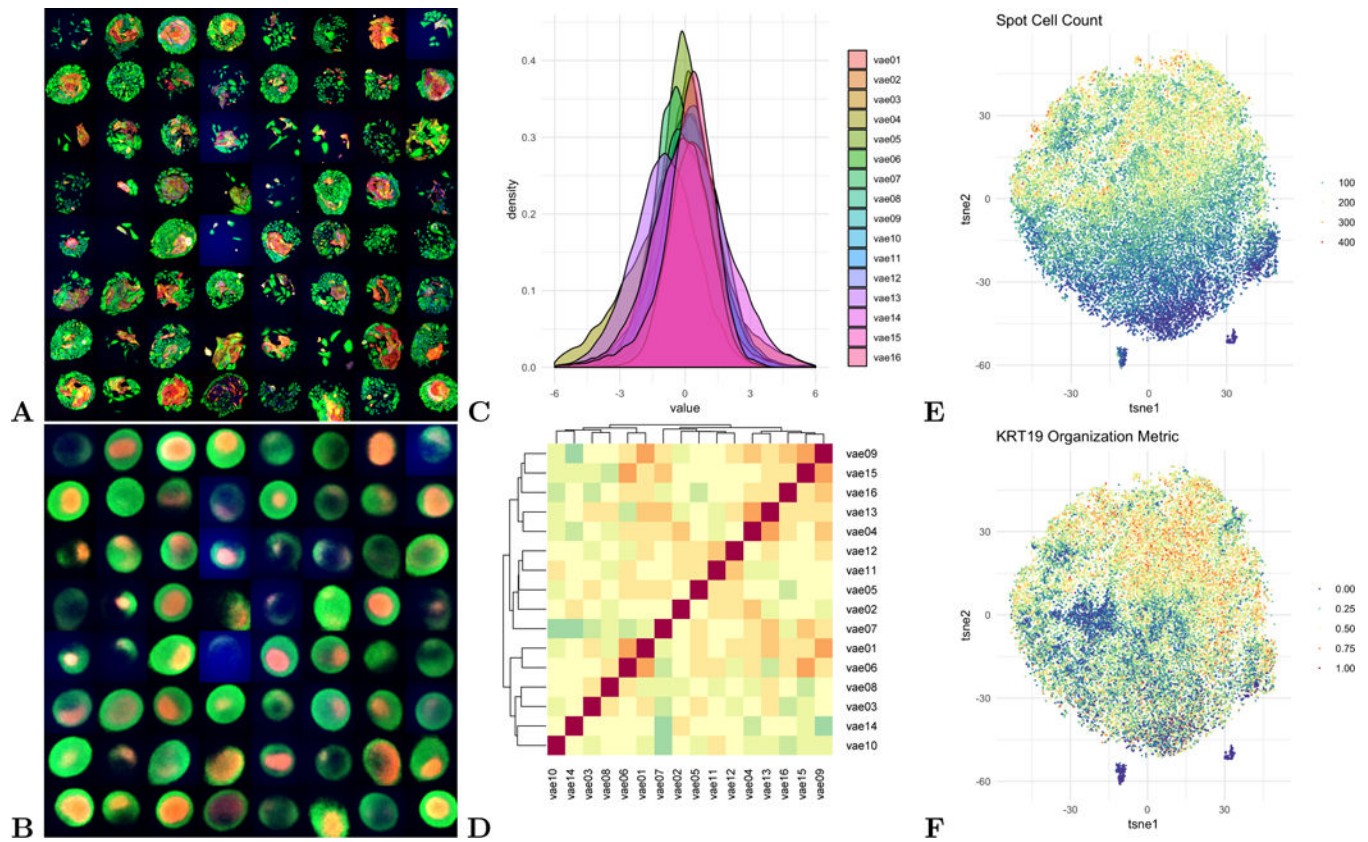 A
B
C
0.4
0.3
0.2
0.1
0.0
density
-6
-3
0
3
6
-6
-3
0
3
6
value
vae01
vae02
vae03
vae04
vae05
vae06
vae07
vae08
vae09
vae10
vae11
vae12
vae13
vae14
vae15
vae16
D
vae09
vae15
vae16
vae13
vae04
vae12
vae11
vae05
vae02
vae07
vae01
vae06
vae08
vae03
vae14
vae10
vae10
vae14
vae03
vae08
vae06
vae01
vae07
vae02
vae05
vae11
vae12
vae04
vae13
vae16
vae15
vae09
E
Spot Cell Count
tsne2
30
0
-30
-60
-30
0
30
tsne1
100
200
300
400
F
KRT19 Organization Metric
tsne2
30
0
-30
-60
-30
0
30
tsne1
0.00
0.25
0.50
0.75
1.00